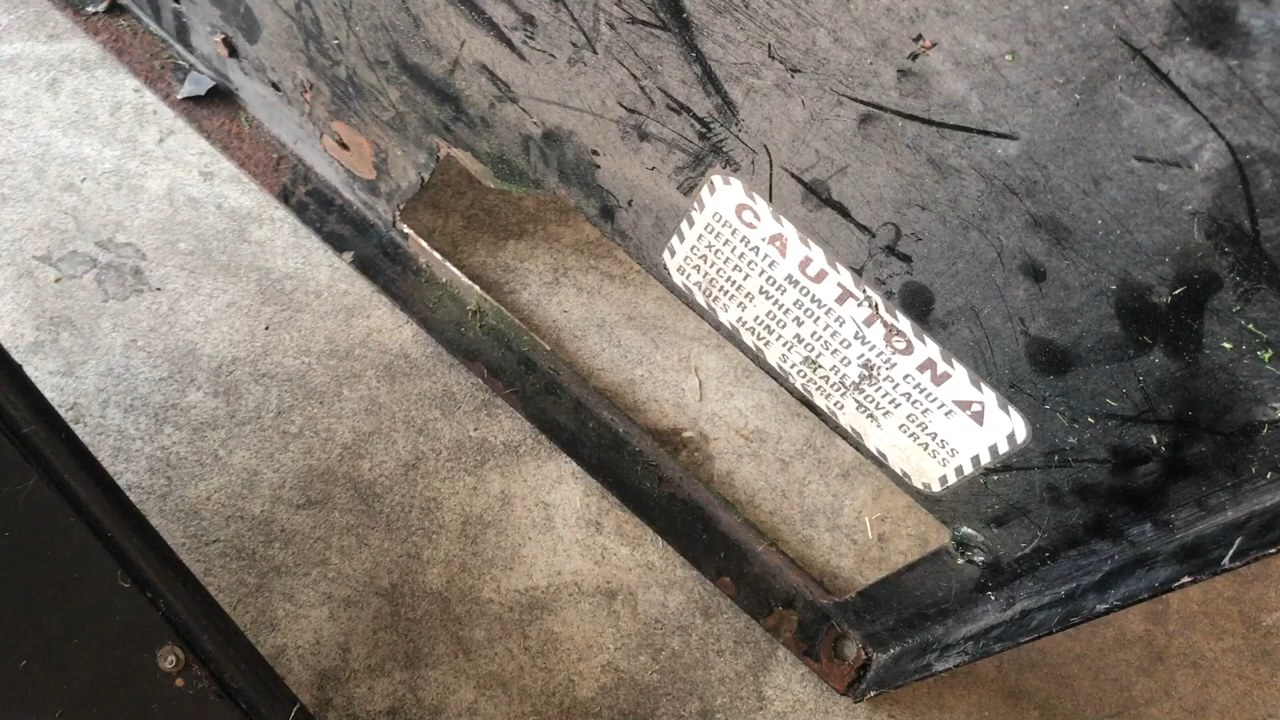 CAUTION
OPERATE MOWER WITH CHUTE
DEFLECTOR BOLTED IN PLACE,
EXCEPT WHEN USED WITH GRASS
CATCHER. DO NOT REMOVE GRASS
CATCHER UNTIL BLADE OR
BLADES HAVE STOPPED.